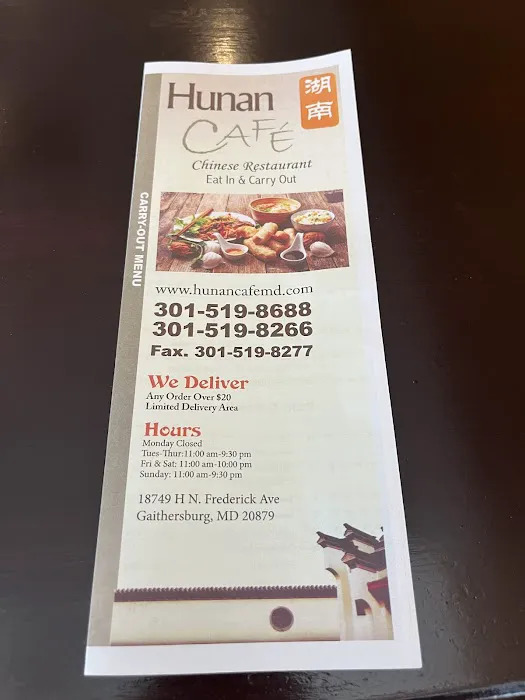 Hunan
湖南
CAFÉ
Chinese Restaurant
Eat In & Carry Out
CARRY-OUT MENU
www.hunancafemd.com
301-519-8688
301-519-8266
Fax. 301-519-8277
We Deliver
Any Order Over $20
Limited Delivery Area
Hours
Monday Closed
Tues-Thur:11:00 am-9:30 pm
Fri & Sat: 11:00 am-10:00 pm
Sunday: 11:00 am-9:30 pm
18749 H N. Frederick Ave
Gaithersburg, MD 20879